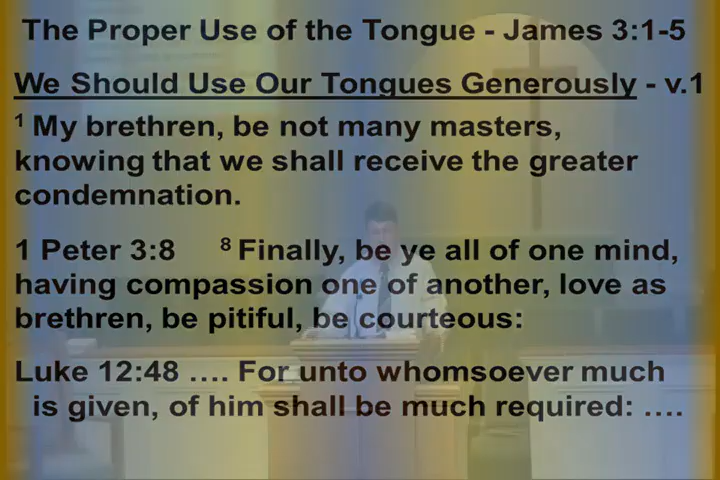 The Proper Use of the Tongue - James 3:1-5
We Should Use Our Tongues Generously - v.1
1 My brethren, be not many masters,
knowing that we shall receive the greater
condemnation.
1 Peter 3:8 8 Finally, be ye all of one mind,
having compassion one of another, love as
brethren, be pitiful, be courteous:
Luke 12:48 .... For unto whomsoever much
is given, of him shall be much required: ....